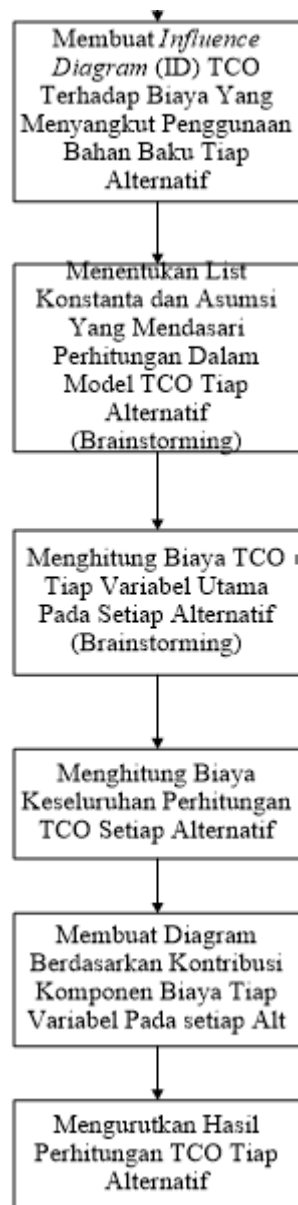 Membuat Influence
Diagram (ID) TCO
Terhadap Biaya Yang
Menyangkut Penggunaan
Bahan Baku Tiap
Alternatif
Menentukan List
Konstanta dan Asumsi
Yang Mendasari
Perhitungan Dalam
Model TCO Tiap
Alternatif
(Brainstorming)
Menghitung Biaya TCO
Tiap Variabel Utama
Pada Setiap Alternatif
(Brainstorming)
Menghitung Biaya
Keseluruhan Perhitungan
TCO Setiap Alternatif
Membuat Diagram
Berdasarkan Kontribusi
Komponen Biaya Tiap
Variabel Pada setiap Alt
Mengurutkan Hasil
Perhitungan TCO Tiap
Alternatif